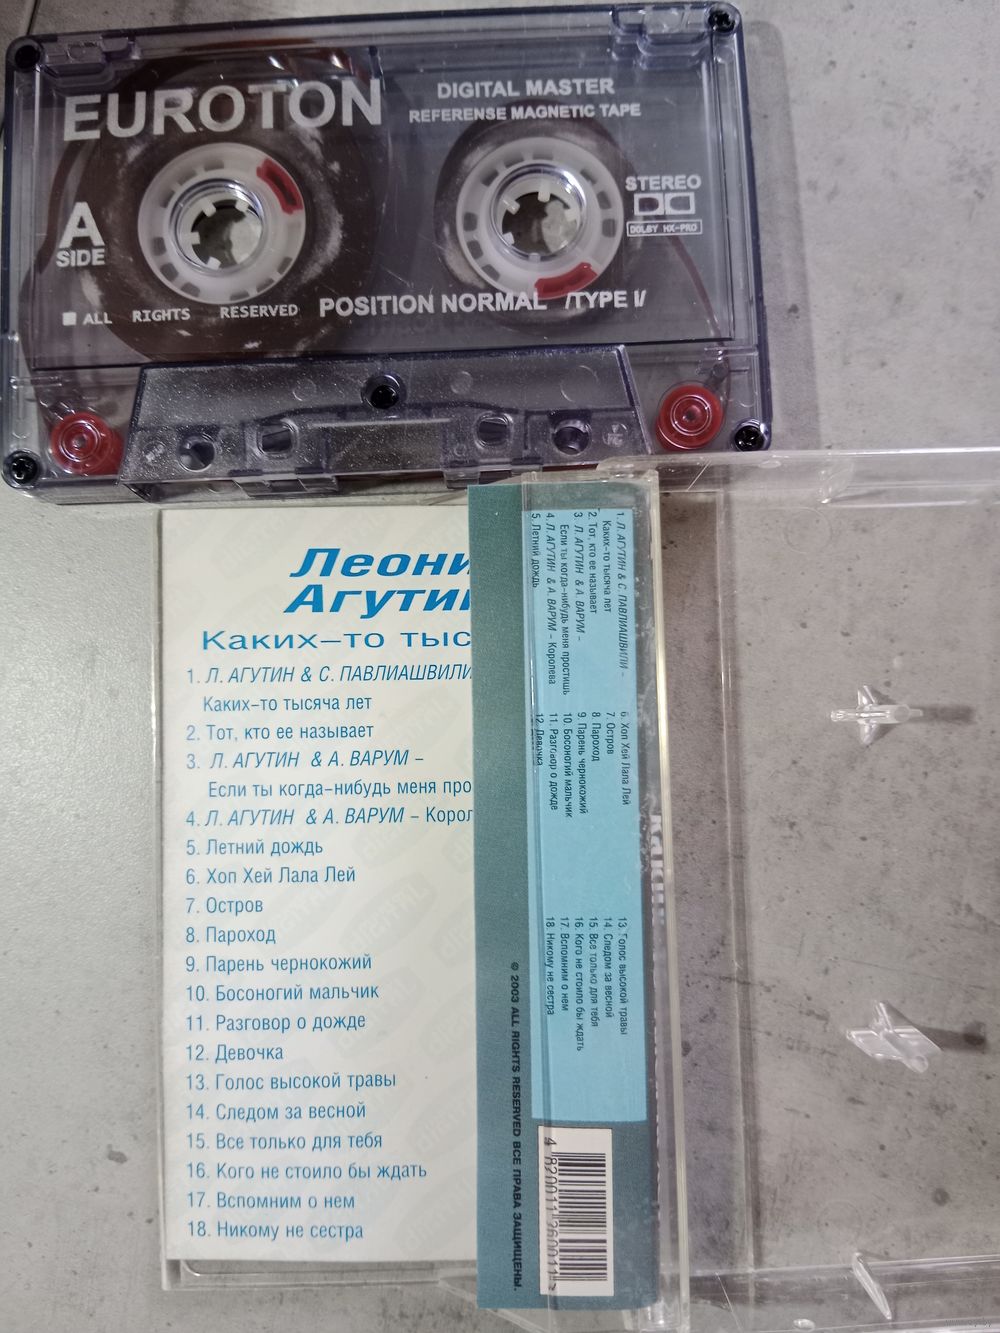 EUROTON
DIGITAL MASTER
REFERENSE MAGNETIC TAPE
A
SIDE
STEREO
DOLBY HX-PRO
ALL RIGHTS RESERVED
POSITION NORMAL /TYPE I/
Леони
Агутин
Каких-то тыс
1. Л. АГУТИН & С. ПАВЛИАШВИЛИ
Каких-то тысяча лет
2. Тот, кто ее называет
3. Л. АГУТИН & А. ВАРУМ –
Если ты когда-нибудь меня про
4. Л. АГУТИН & А. ВАРУМ – Корол
5. Летний дождь
6. Хоп Хей Лала Лей
7. Остров
8. Пароход
9. Парень чернокожий
10. Босоногий мальчик
11. Разговор о дожде
12. Девочка
13. Голос высокой травы
14. Следом за весной
15. Все только для тебя
16. Кого не стоило бы ждать
17. Вспомним о нем
18. Никому не сестра
1. Л. АГУТИН & С. ПАВЛИАШВИЛИ –
Каких-то тысяча лет
2. Тот, кто ее называет
3. Л. АГУТИН & А. ВАРУМ –
Если ты когда-нибудь меня простишь
4. Л. АГУТИН & А. ВАРУМ – Королева
5. Летний дождь
6. Хоп Хей Лала Лей
7. Остров
8. Пароход
9. Парень чернокожий
10. Босоногий мальчик
11. Разговор о дожде
12. Девочка
13. Голос высокой травы
14. Следом за весной
15. Все только для тебя
16. Кого не стоило бы ждать
17. Вспомним о нем
18. Никому не сестра
© 2003 ALL RIGHTS RESERVED ВСЕ ПРАВА ЗАЩИЩЕНЫ.
4 820011 260011